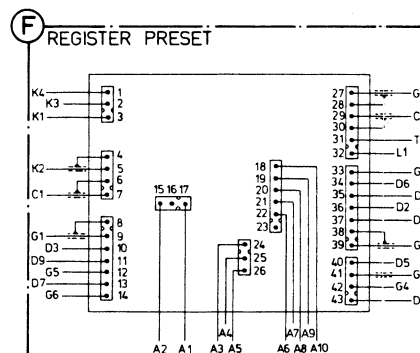 F
REGISTER PRESET
K4 1
K3 2
K1 3
4
K2 5
6
C1 7
8
G1 9
D3 10
D9 11
G5 12
D7 13
G6 14
15 16 17
18
19
20
21
22
23
24
25
26
27 G
28
29 C
30
31 T
32 L1
33 G
34 D6
35 D
36 D2
37 D
38
39 G
40 D5
41 G
42 G4
43 D
A4 A7 A9
A2 A1 A3 A5 A6 A8 A10